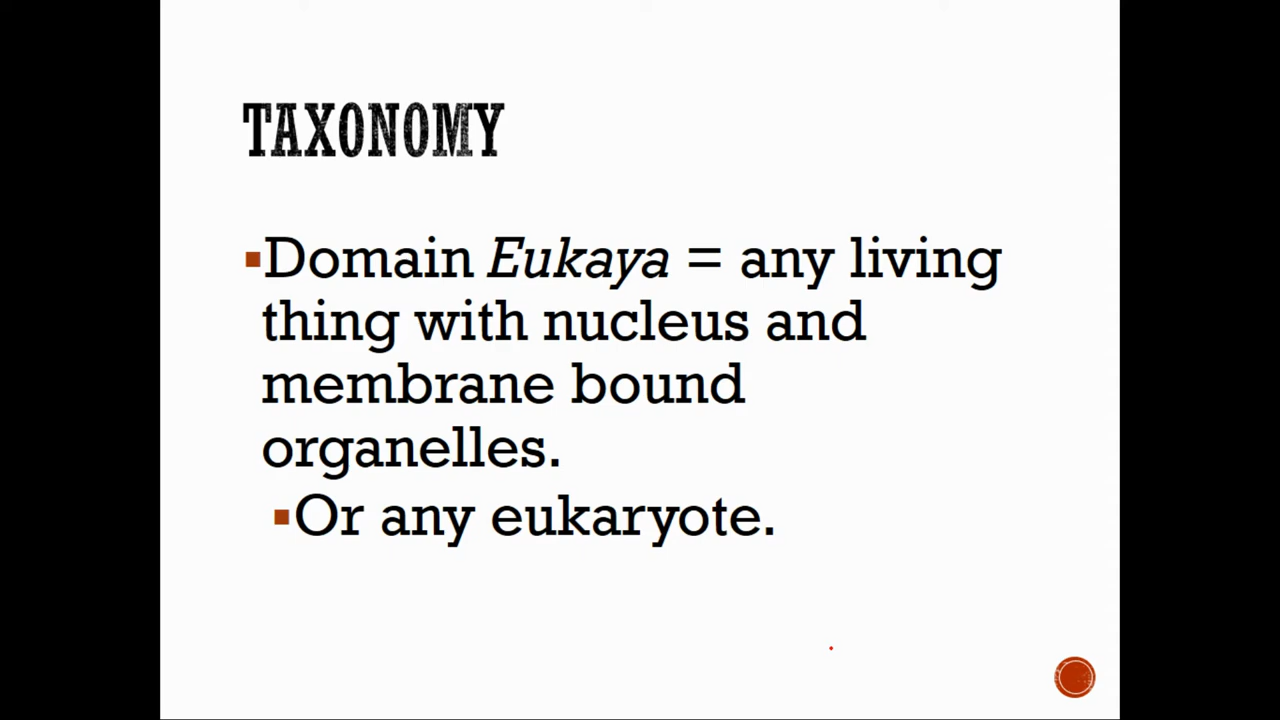 TAXONOMY
▪Domain Eukaya = any living
thing with nucleus and
membrane bound
organelles.
▪Or any eukaryote.